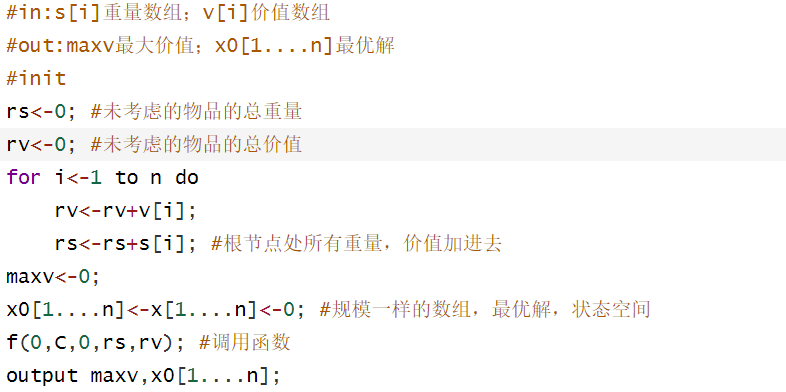 #in:s[i]重量数组；v[i]价值数组
#out:maxv最大价值；x0[1....n]最优解
#init
rs<-0; #未考虑的物品的总重量
rv<-0; #未考虑的物品的总价值
for i<-1 to n do
    rv<-rv+v[i];
    rs<-rs+s[i]; #根节点处所有重量，价值加进去
maxv<-0;
x0[1....n]<-x[1....n]<-0; #规模一样的数组，最优解，状态空间
f(0,C,0,rs,rv); #调用函数
output maxv,x0[1....n];